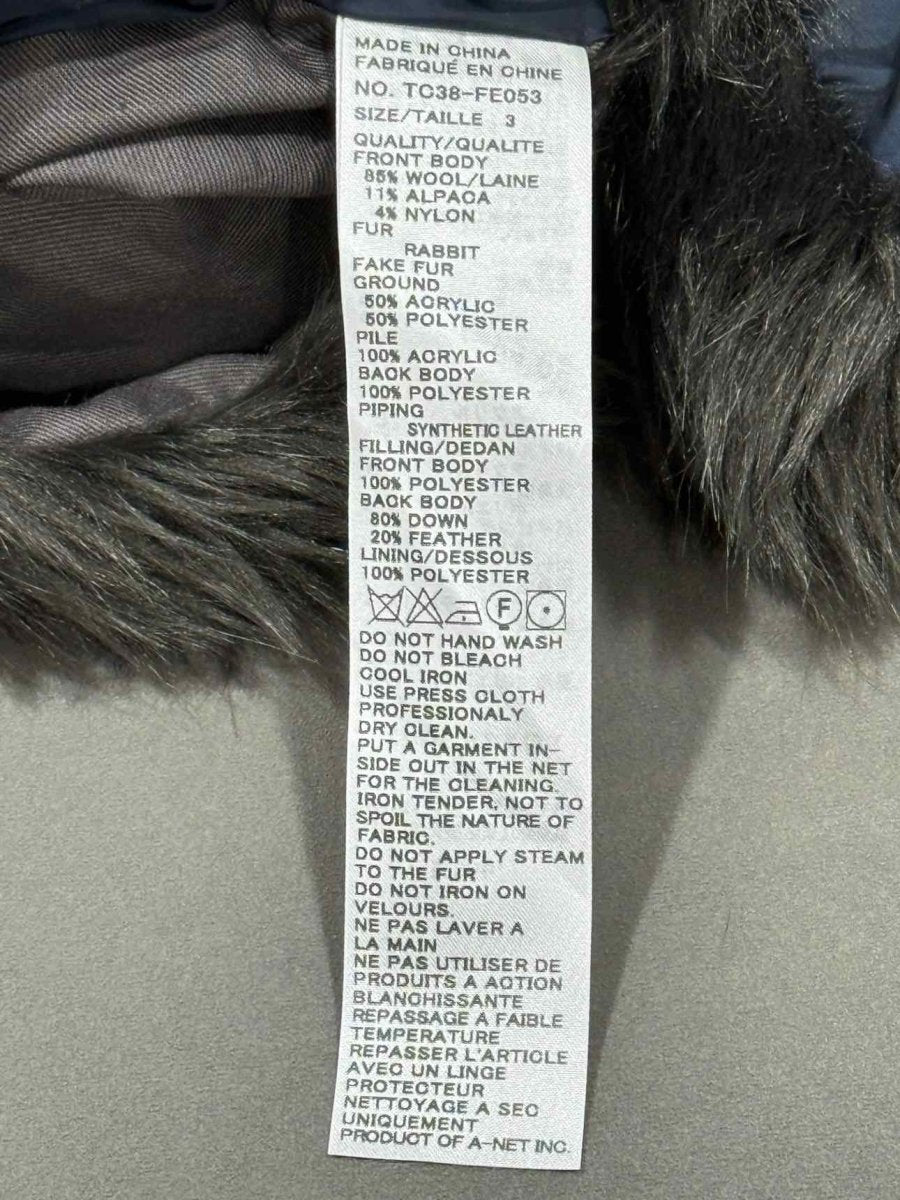 MADE IN CHINA
FABRIQUÉ EN CHINE
NO. TC38-FE053
SIZE/TAILLE 3
QUALITY/QUALITE
FRONT BODY
85% WOOL/LAINE
11% ALPACA
4% NYLON
FUR
RABBIT
FAKE FUR
GROUND
50% ACRYLIC
50% POLYESTER
PILE
100% ACRYLIC
BACK BODY
100% POLYESTER
PIPING
SYNTHETIC LEATHER
FILLING/DEDAN
FRONT BODY
100% POLYESTER
BACK BODY
80% DOWN
20% FEATHER
LINING/DESSOUS
100% POLYESTER
F
DO NOT HAND WASH
DO NOT BLEACH
COOL IRON
USE PRESS CLOTH
PROFESSIONALY
DRY CLEAN.
PUT A GARMENT IN-
SIDE OUT IN THE NET
FOR THE CLEANING.
IRON TENDER, NOT TO
SPOIL THE NATURE OF
FABRIC.
DO NOT APPLY STEAM
TO THE FUR
DO NOT IRON ON
VELOURS.
NE PAS LAVER A
LA MAIN
NE PAS UTILISER DE
PRODUITS A ACTION
BLANCHISSANTE
REPASSAGE A FAIBLE
TEMPERATURE
REPASSER L'ARTICLE
AVEC UN LINGE
PROTECTEUR
NETTOYAGE A SEC
UNIQUEMENT
PRODUCT OF A-NET INC.